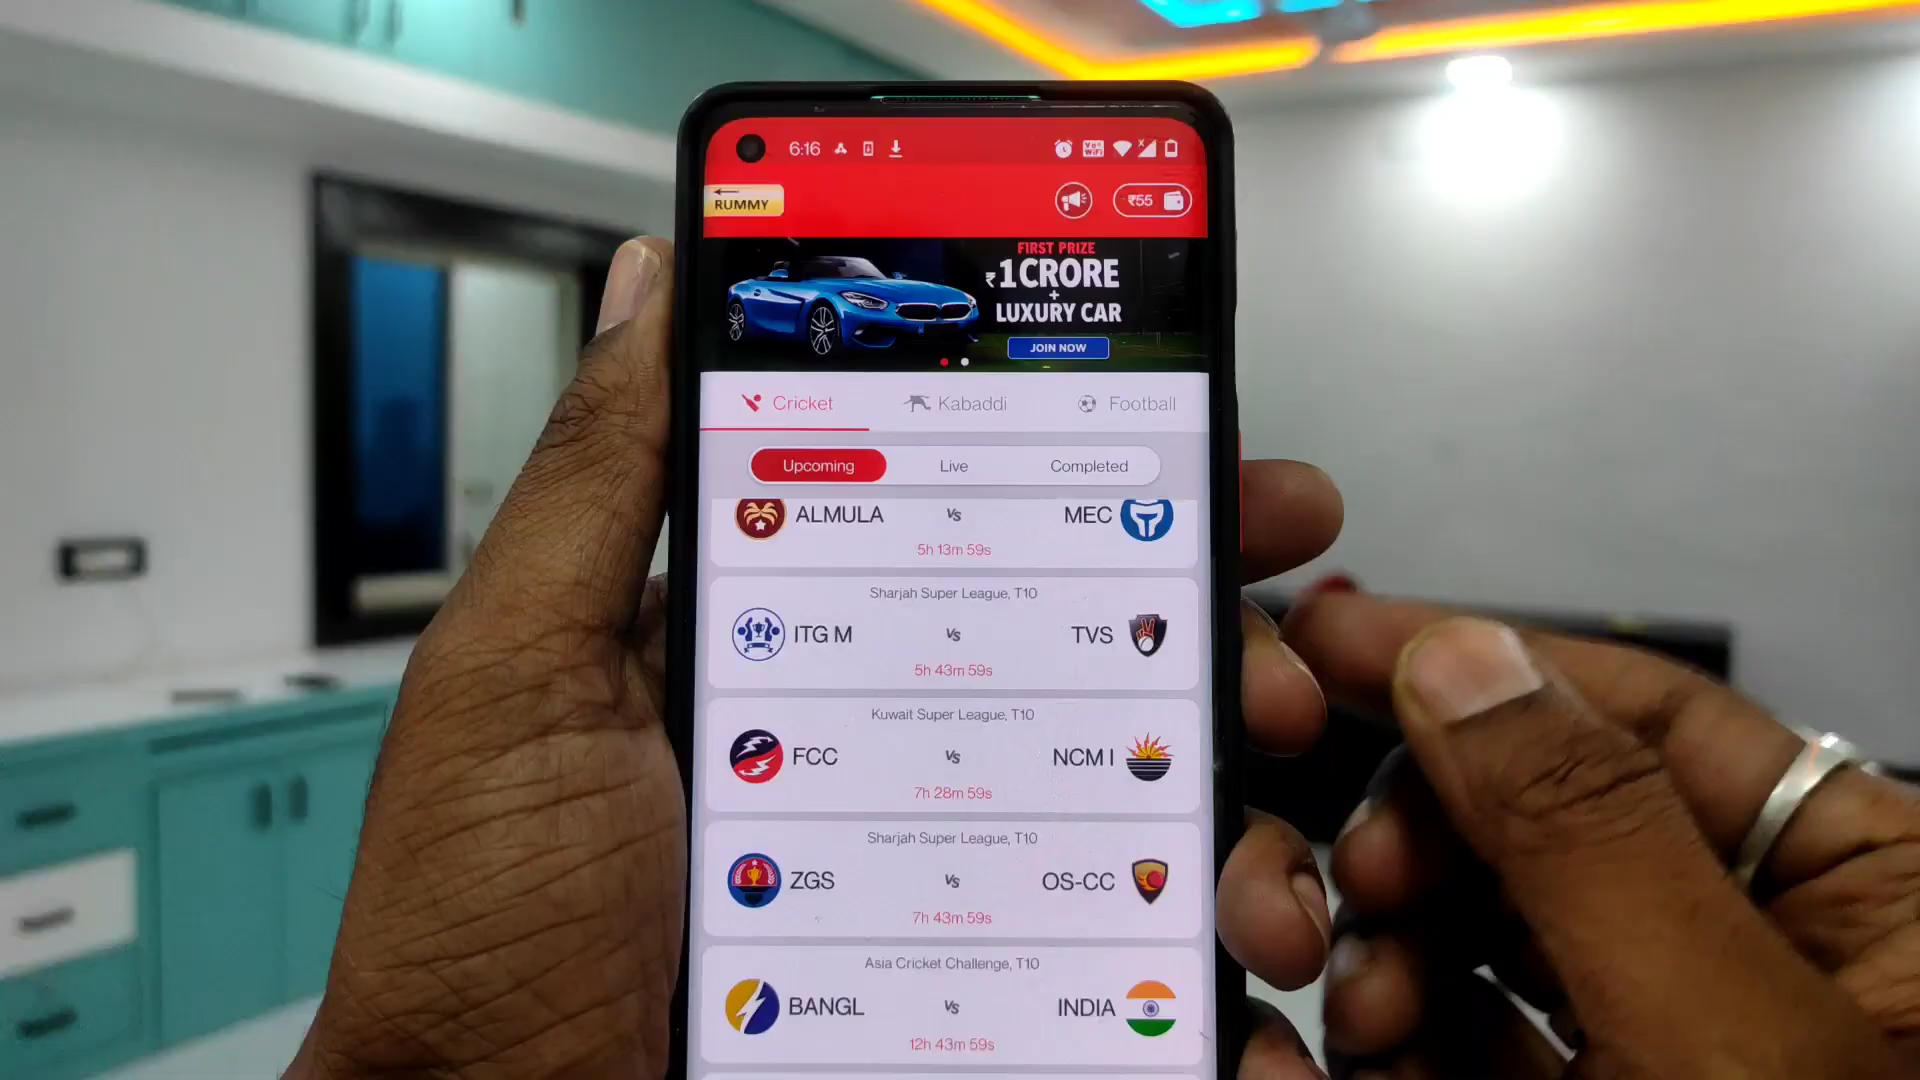 6:16
Vo WiFi
RUMMY
₹55
FIRST PRIZE
₹1CRORE
+
LUXURY CAR
JOIN NOW
Cricket Kabaddi Football
Upcoming Live Completed
ALMULA vs MEC
5h 13m 59s
Sharjah Super League, T10
ITG M vs TVS
5h 43m 59s
Kuwait Super League, T10
FCC vs NCM I
7h 28m 59s
Sharjah Super League, T10
ZGS vs OS-CC
7h 43m 59s
Asia Cricket Challenge, T10
BANGL vs INDIA
12h 43m 59s